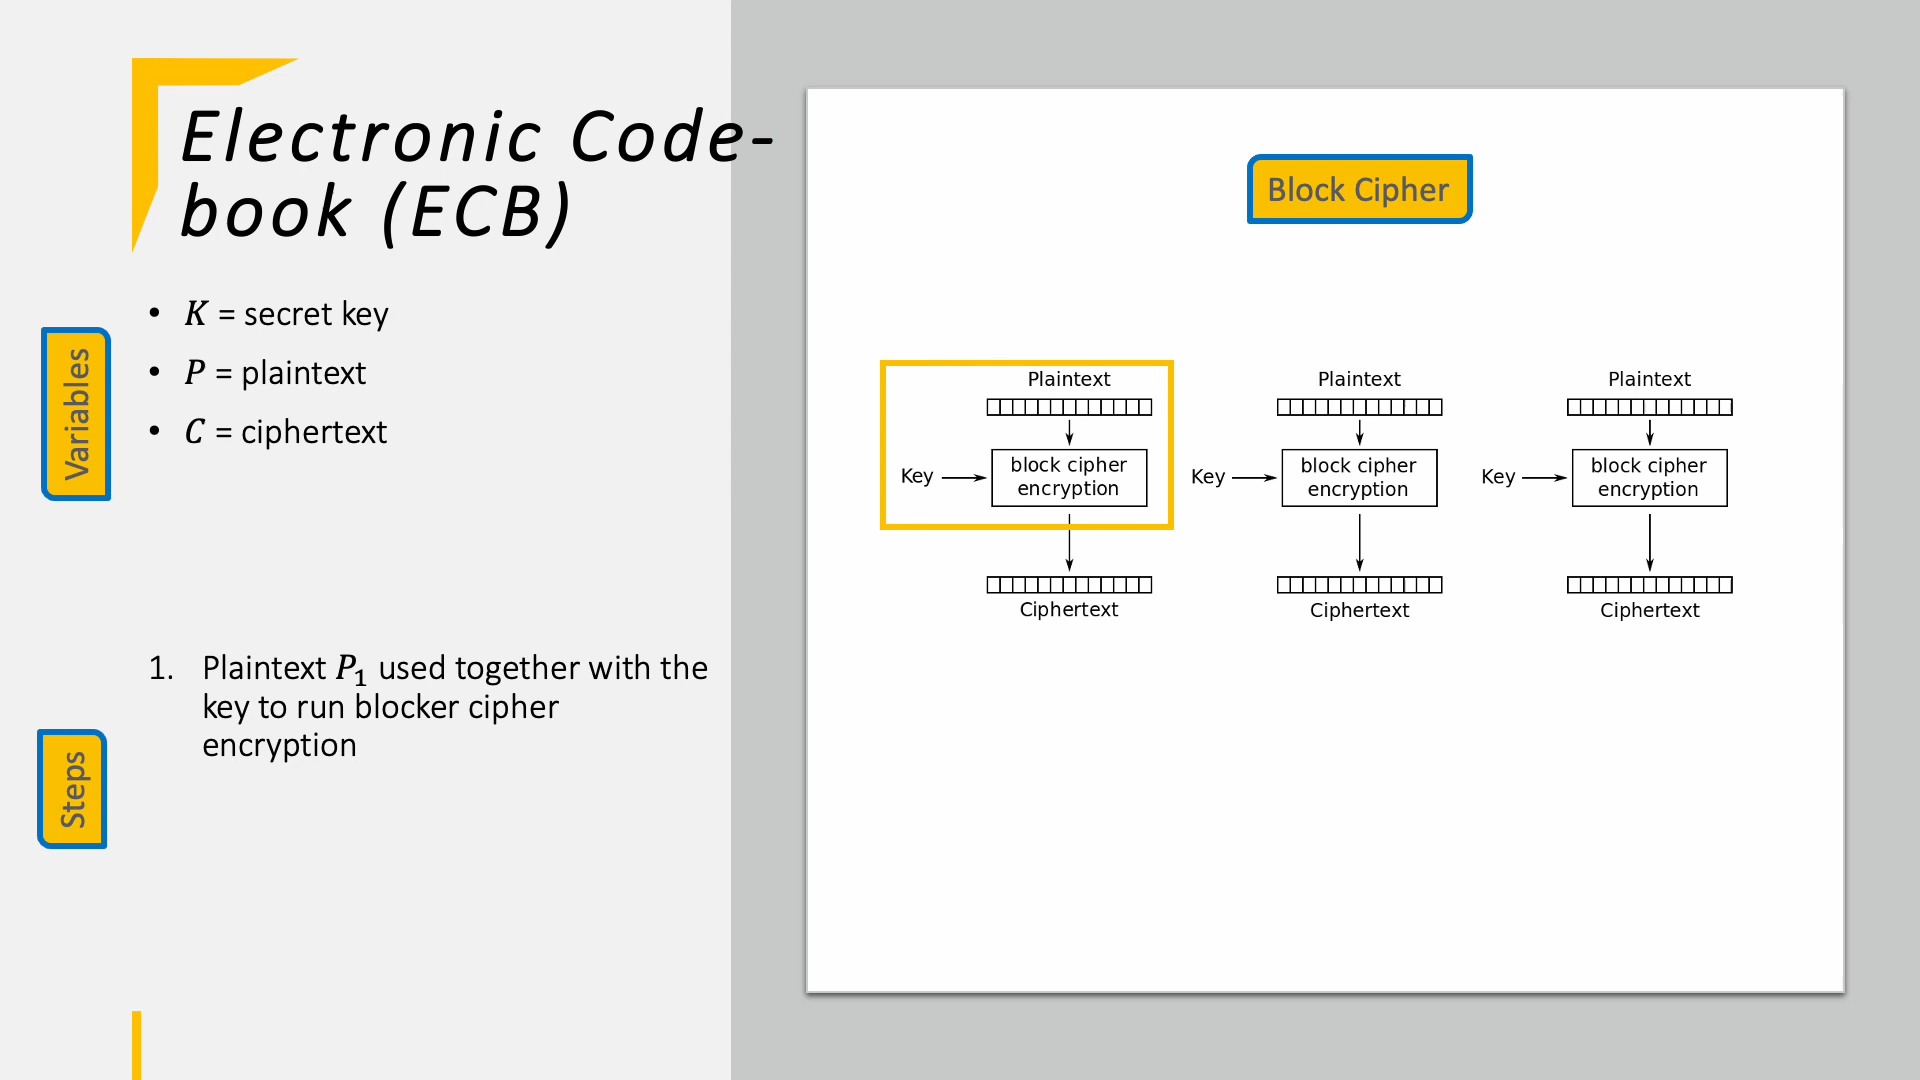 Electronic Code-
book (ECB)
Variables
• K = secret key
• P = plaintext
• C = ciphertext
Steps
1. Plaintext P₁ used together with the
key to run blocker cipher
encryption
Block Cipher
Plaintext Plaintext Plaintext
Key block cipher encryption Key block cipher encryption Key block cipher encryption
Ciphertext Ciphertext Ciphertext